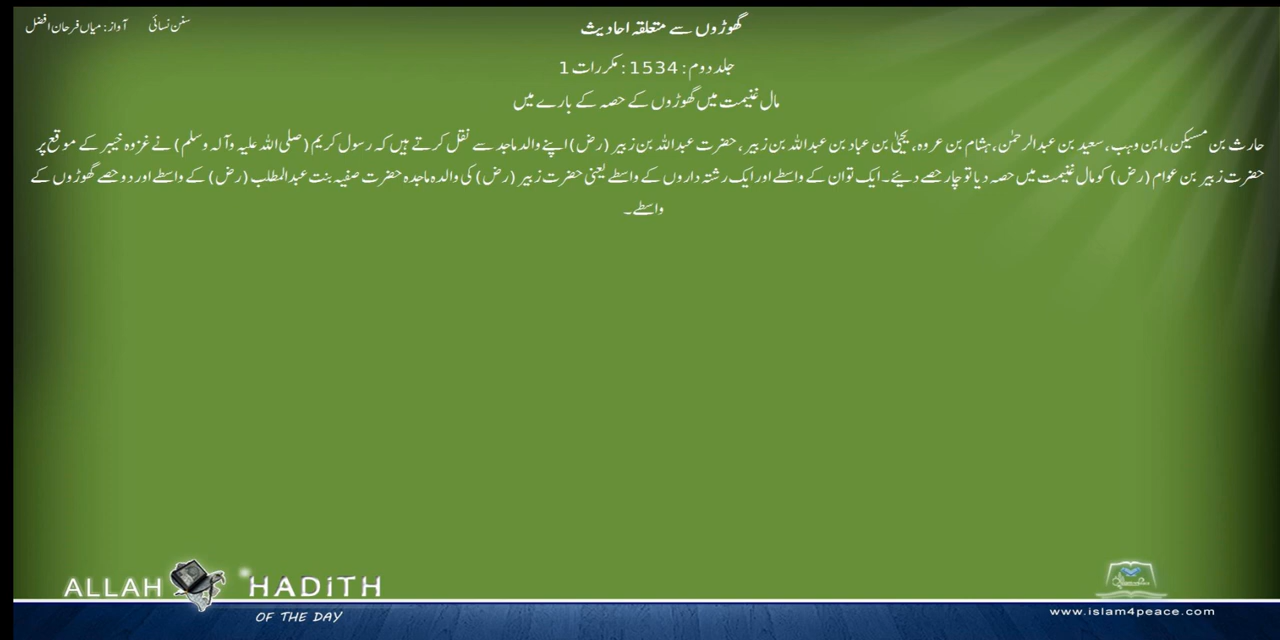 سنن نسائی
آواز: میاں فرحان افضل
گھوڑوں سے متعلقہ احادیث
جلد دوم: 1534 : مکررات 1
مال غنیمت میں گھوڑوں کے حصہ کے بارے میں
حارث بن مسیکن، ابن وہب، سعید بن عبدالرحمن، ہشام بن عروہ، یحییٰ بن عباد بن عبداللہ بن زبیر، حضرت عبداللہ بن زبیر (رض) اپنے والد ماجد سے نقل کرتے ہیں کہ رسول کریم (صلی اللہ علیہ وآلہ وسلم) نے غزوہ خیبر کے موقع پر
حضرت زبیر بن عوام (رض) کو مال غنیمت میں حصہ دیا تو چار حصے دیئے۔ ایک تو ان کے واسطے اور ایک رشتہ داروں کے واسطے یعنی حضرت زبیر (رض) کی والدہ ماجدہ حضرت صفیہ بنت عبدالمطلب (رض) کے واسطے اور دو حصے گھوڑوں کے
واسطے۔
ALLAH HADITH
OF THE DAY
www.islam4peace.com